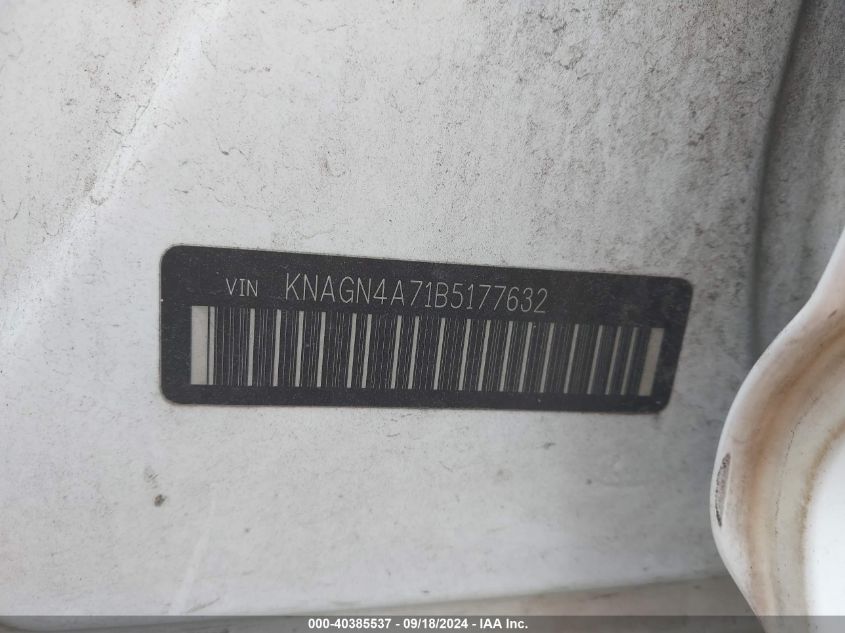 VIN KNAGN4A71B5177632
000-40385537 - 09/18/2024 - IAA Inc.